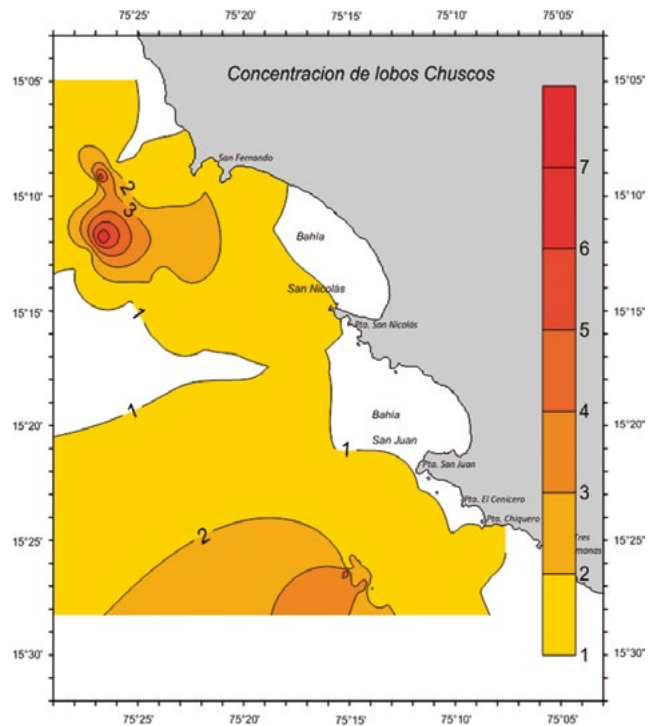 75°25' 75°20' 75°15' 75°10' 75°05'
15°05' 15°05'
Concentracion de lobos Chuscos
7
San Fernando
2
15°10' 15°10'
3
6
Bahía
San Nicolás
15°15' 15°15'
1
Pta. San Nicolás
5
4
15°20' 15°20'
1
Bahía
San Juan
1
Pta. San Juan
3
Pta. El Cenicero
Pta. Chiquero
15°25' 15°25'
2
Tres
2
15°30' 15°30'
1
75°25' 75°20' 75°15' 75°10' 75°05'